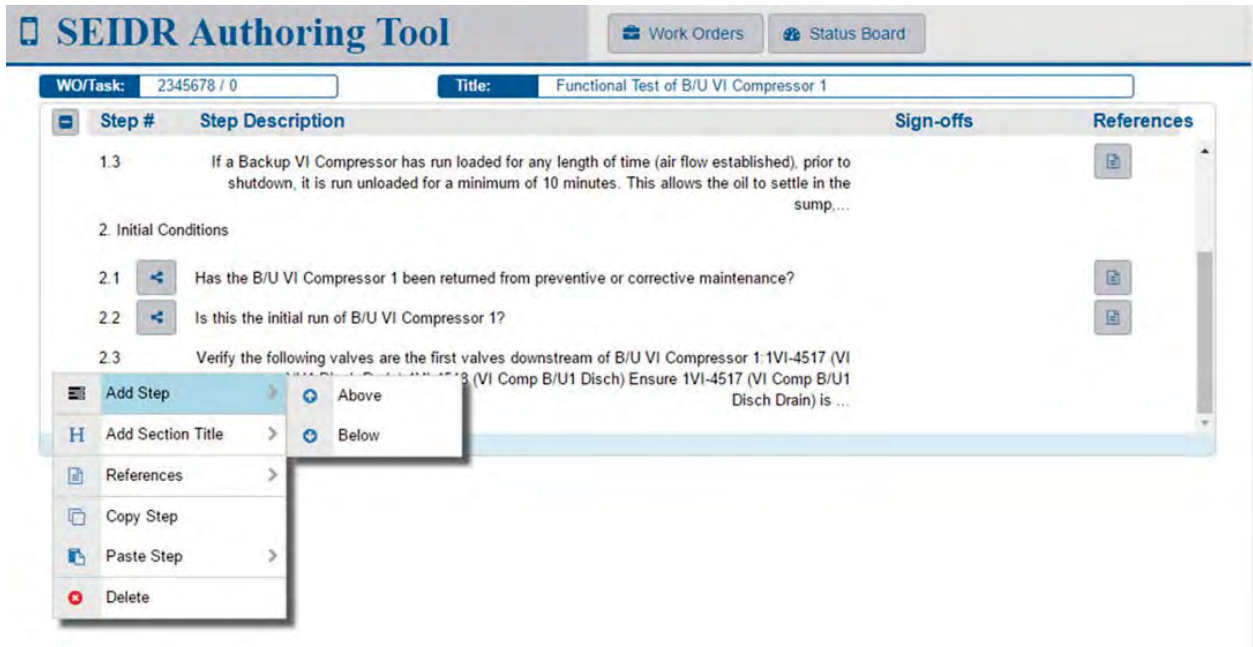 SEIDR Authoring Tool
Work Orders
Status Board
WO/Task: 2345678 / 0
Title: Functional Test of B/U VI Compressor 1
Step # Step Description Sign-offs References
1.3 If a Backup VI Compressor has run loaded for any length of time (air flow established), prior to
shutdown, it is run unloaded for a minimum of 10 minutes. This allows the oil to settle in the
sump,...
2. Initial Conditions
2.1 Has the B/U VI Compressor 1 been returned from preventive or corrective maintenance?
2.2 Is this the initial run of B/U VI Compressor 1?
2.3 Verify the following valves are the first valves downstream of B/U VI Compressor 1:1VI-4517 (VI
(VI Comp B/U1 Disch) Ensure 1VI-4517 (VI Comp B/U1
Disch Drain) is ...
Add Step
Above
Below
Add Section Title
References
Copy Step
Paste Step
Delete